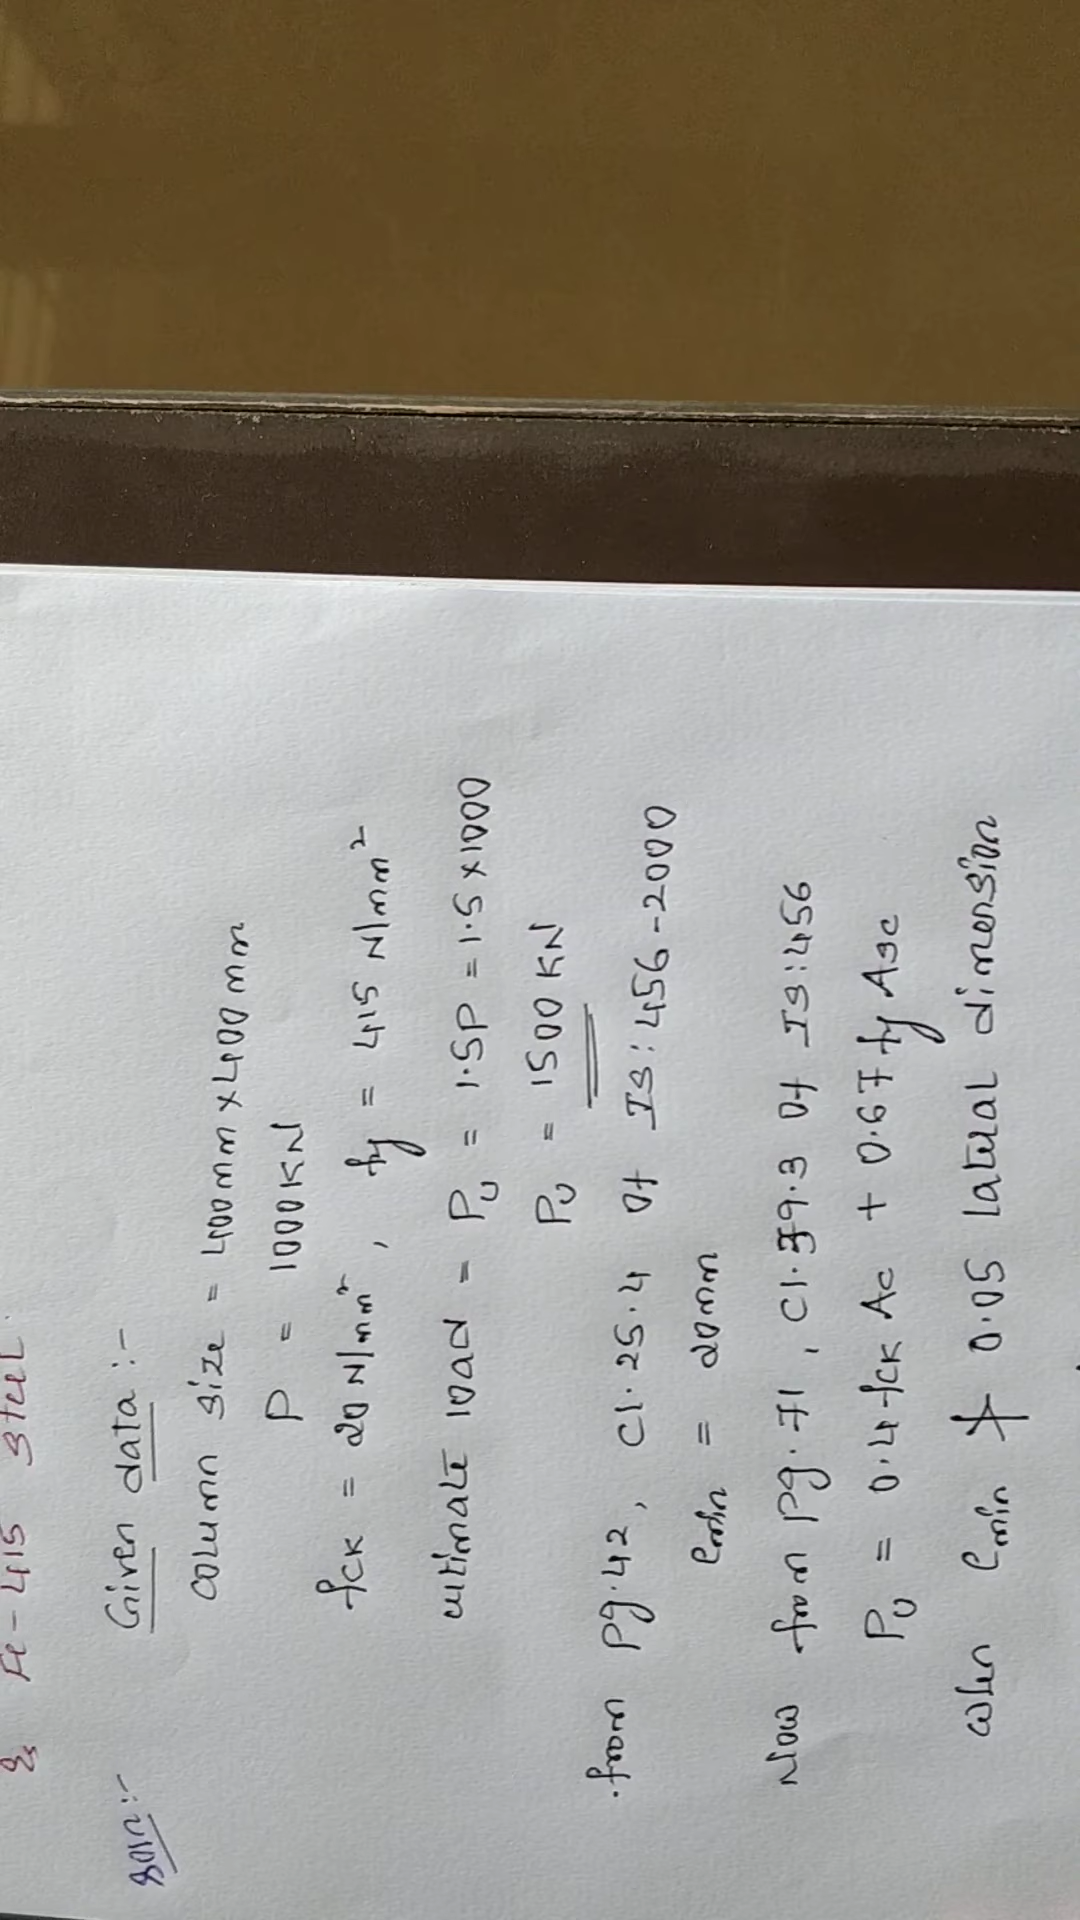 & Fe-415 steel.
Soln:-
Given data:-
column size = 400mm x 400mm
P = 1000KN
fck = 20 N/mm², fy = 415 N/mm²
ultimate load = Pu = 1.5P = 1.5 x 1000
Pu = 1500 KN
from Pg.42, Cl.25.4 Of IS:456-2000
emin = 20mm
Now from Pg.71, Cl.39.3 Of IS:456
Pu = 0.4 fck Ac + 0.67 fy Asc
when emin ≯ 0.05 lateral dimension